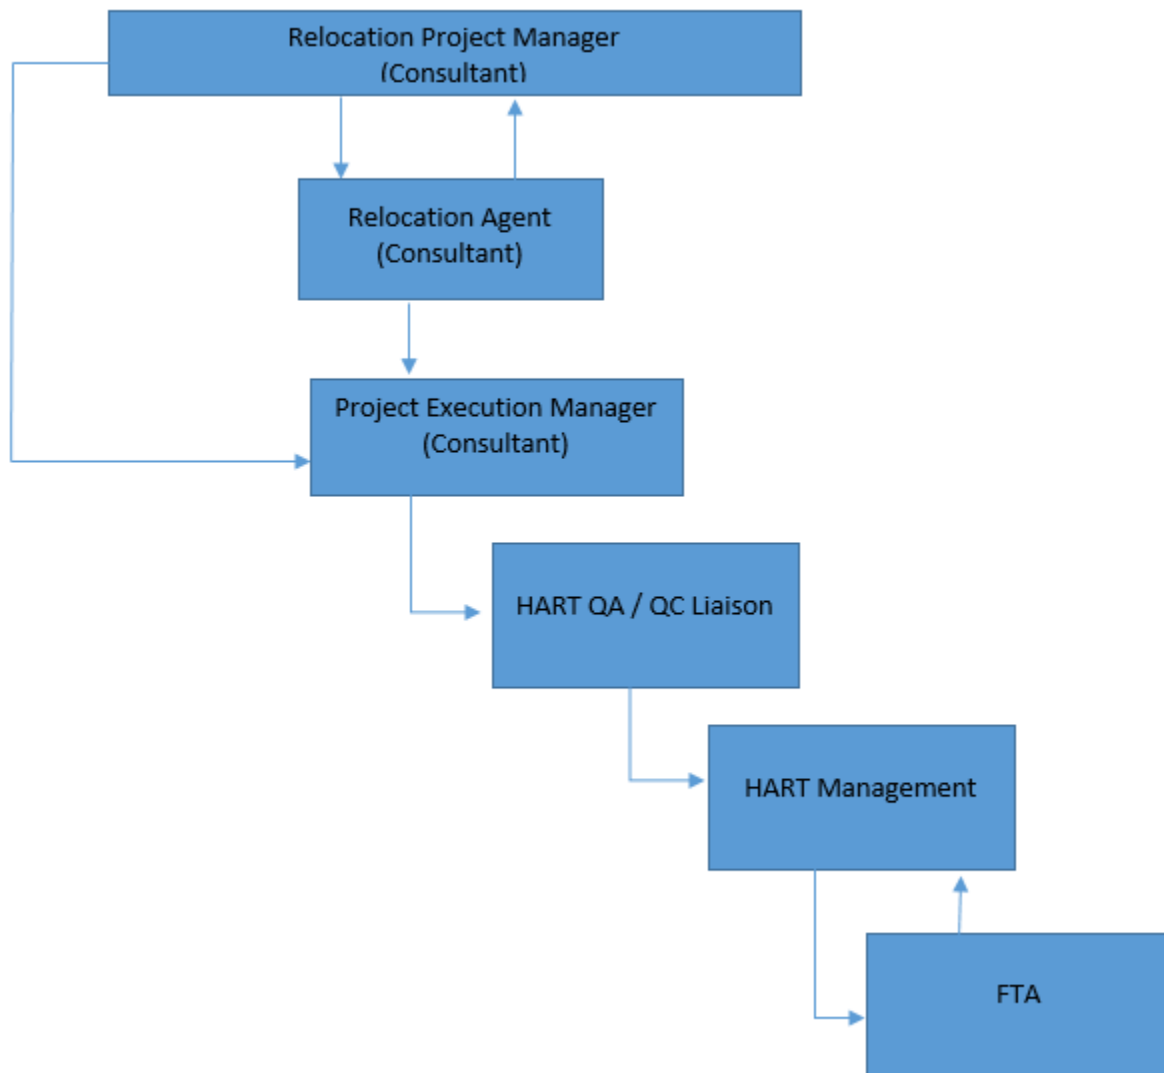 Relocation Project Manager
(Consultant)
Relocation Agent
(Consultant)
Project Execution Manager
(Consultant)
HART QA / QC Liaison
HART Management
FTA